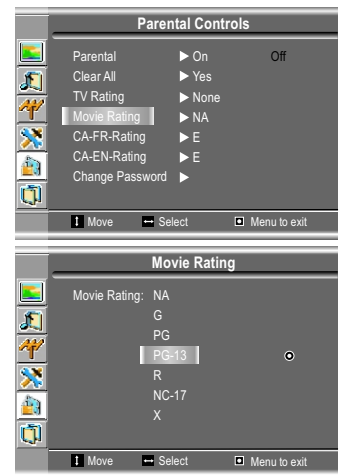 Parental Controls
Parental ▶ On Off
Clear All ▶ Yes
TV Rating ▶ None
Movie Rating ▶ NA
CA-FR-Rating ▶ E
CA-EN-Rating ▶ E
Change Password ▶
Move Select Menu to exit
Movie Rating
Movie Rating: NA
G
PG
PG-13
R
NC-17
X
Move Select Menu to exit